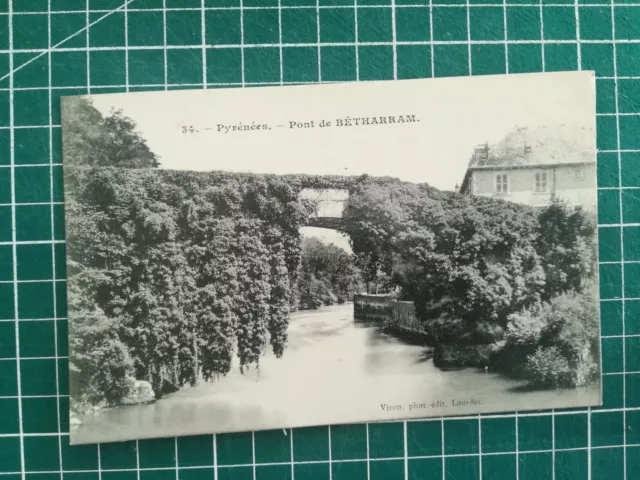 34. - Pyrénées. - Pont de BÉTHARRAM.
Viron, phot-édit, Lourdes.